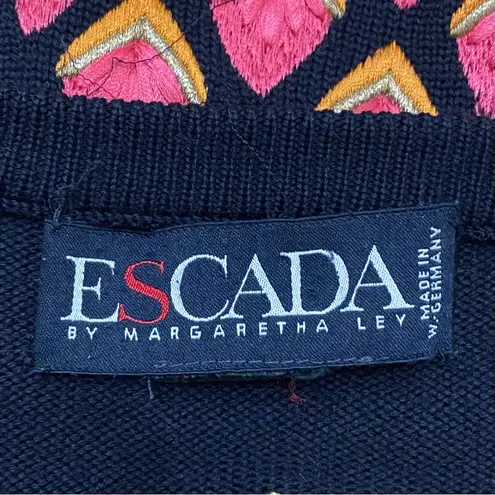 ESCADA
BY MARGARETHA LEY
MADE IN
W.-GERMANY